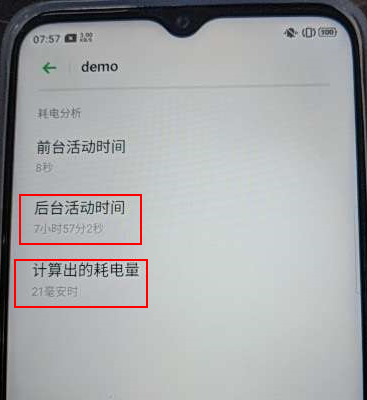 07:57 3.00 KB/S 100
demo
耗电分析
前台活动时间
8秒
后台活动时间
7小时57分2秒
计算出的耗电量
21毫安时